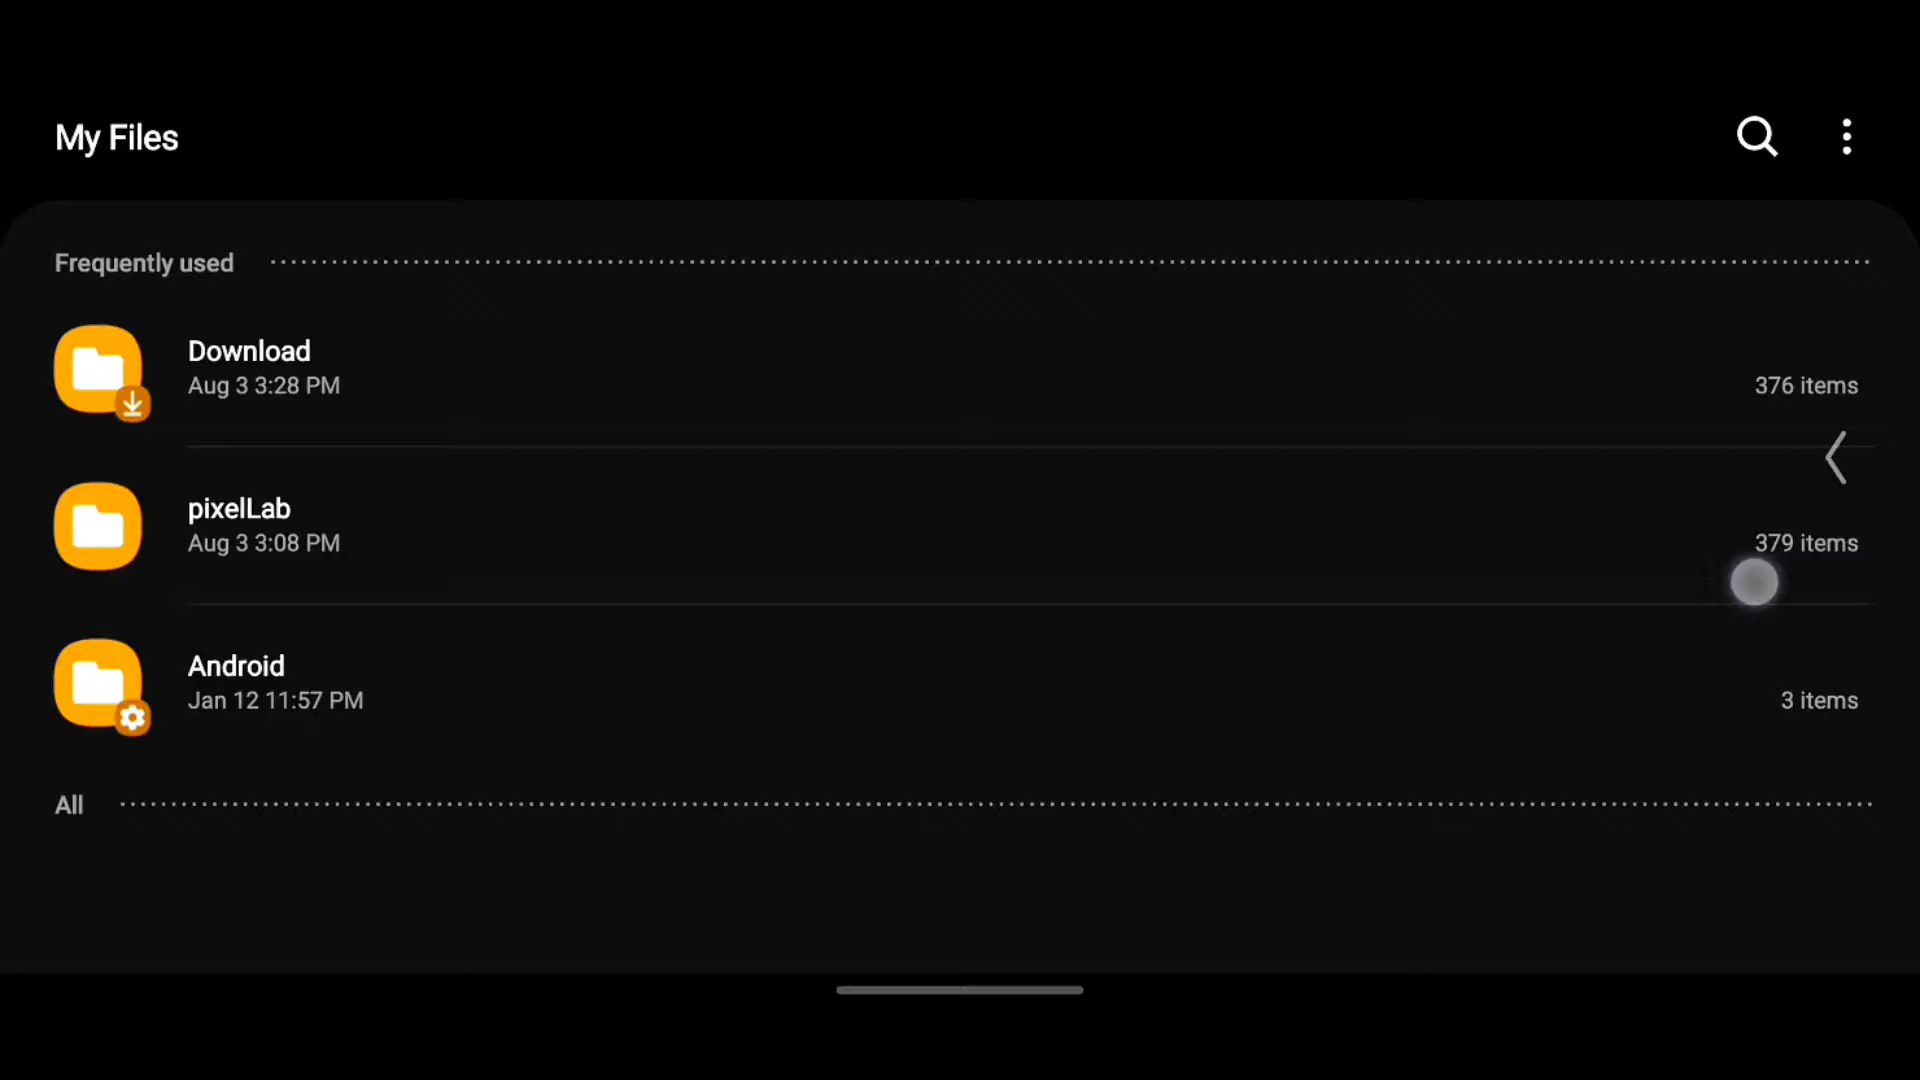 My Files
Frequently used
Download
Aug 3 3:28 PM
376 items
pixelLab
Aug 3 3:08 PM
379 items
Android
Jan 12 11:57 PM
3 items
All